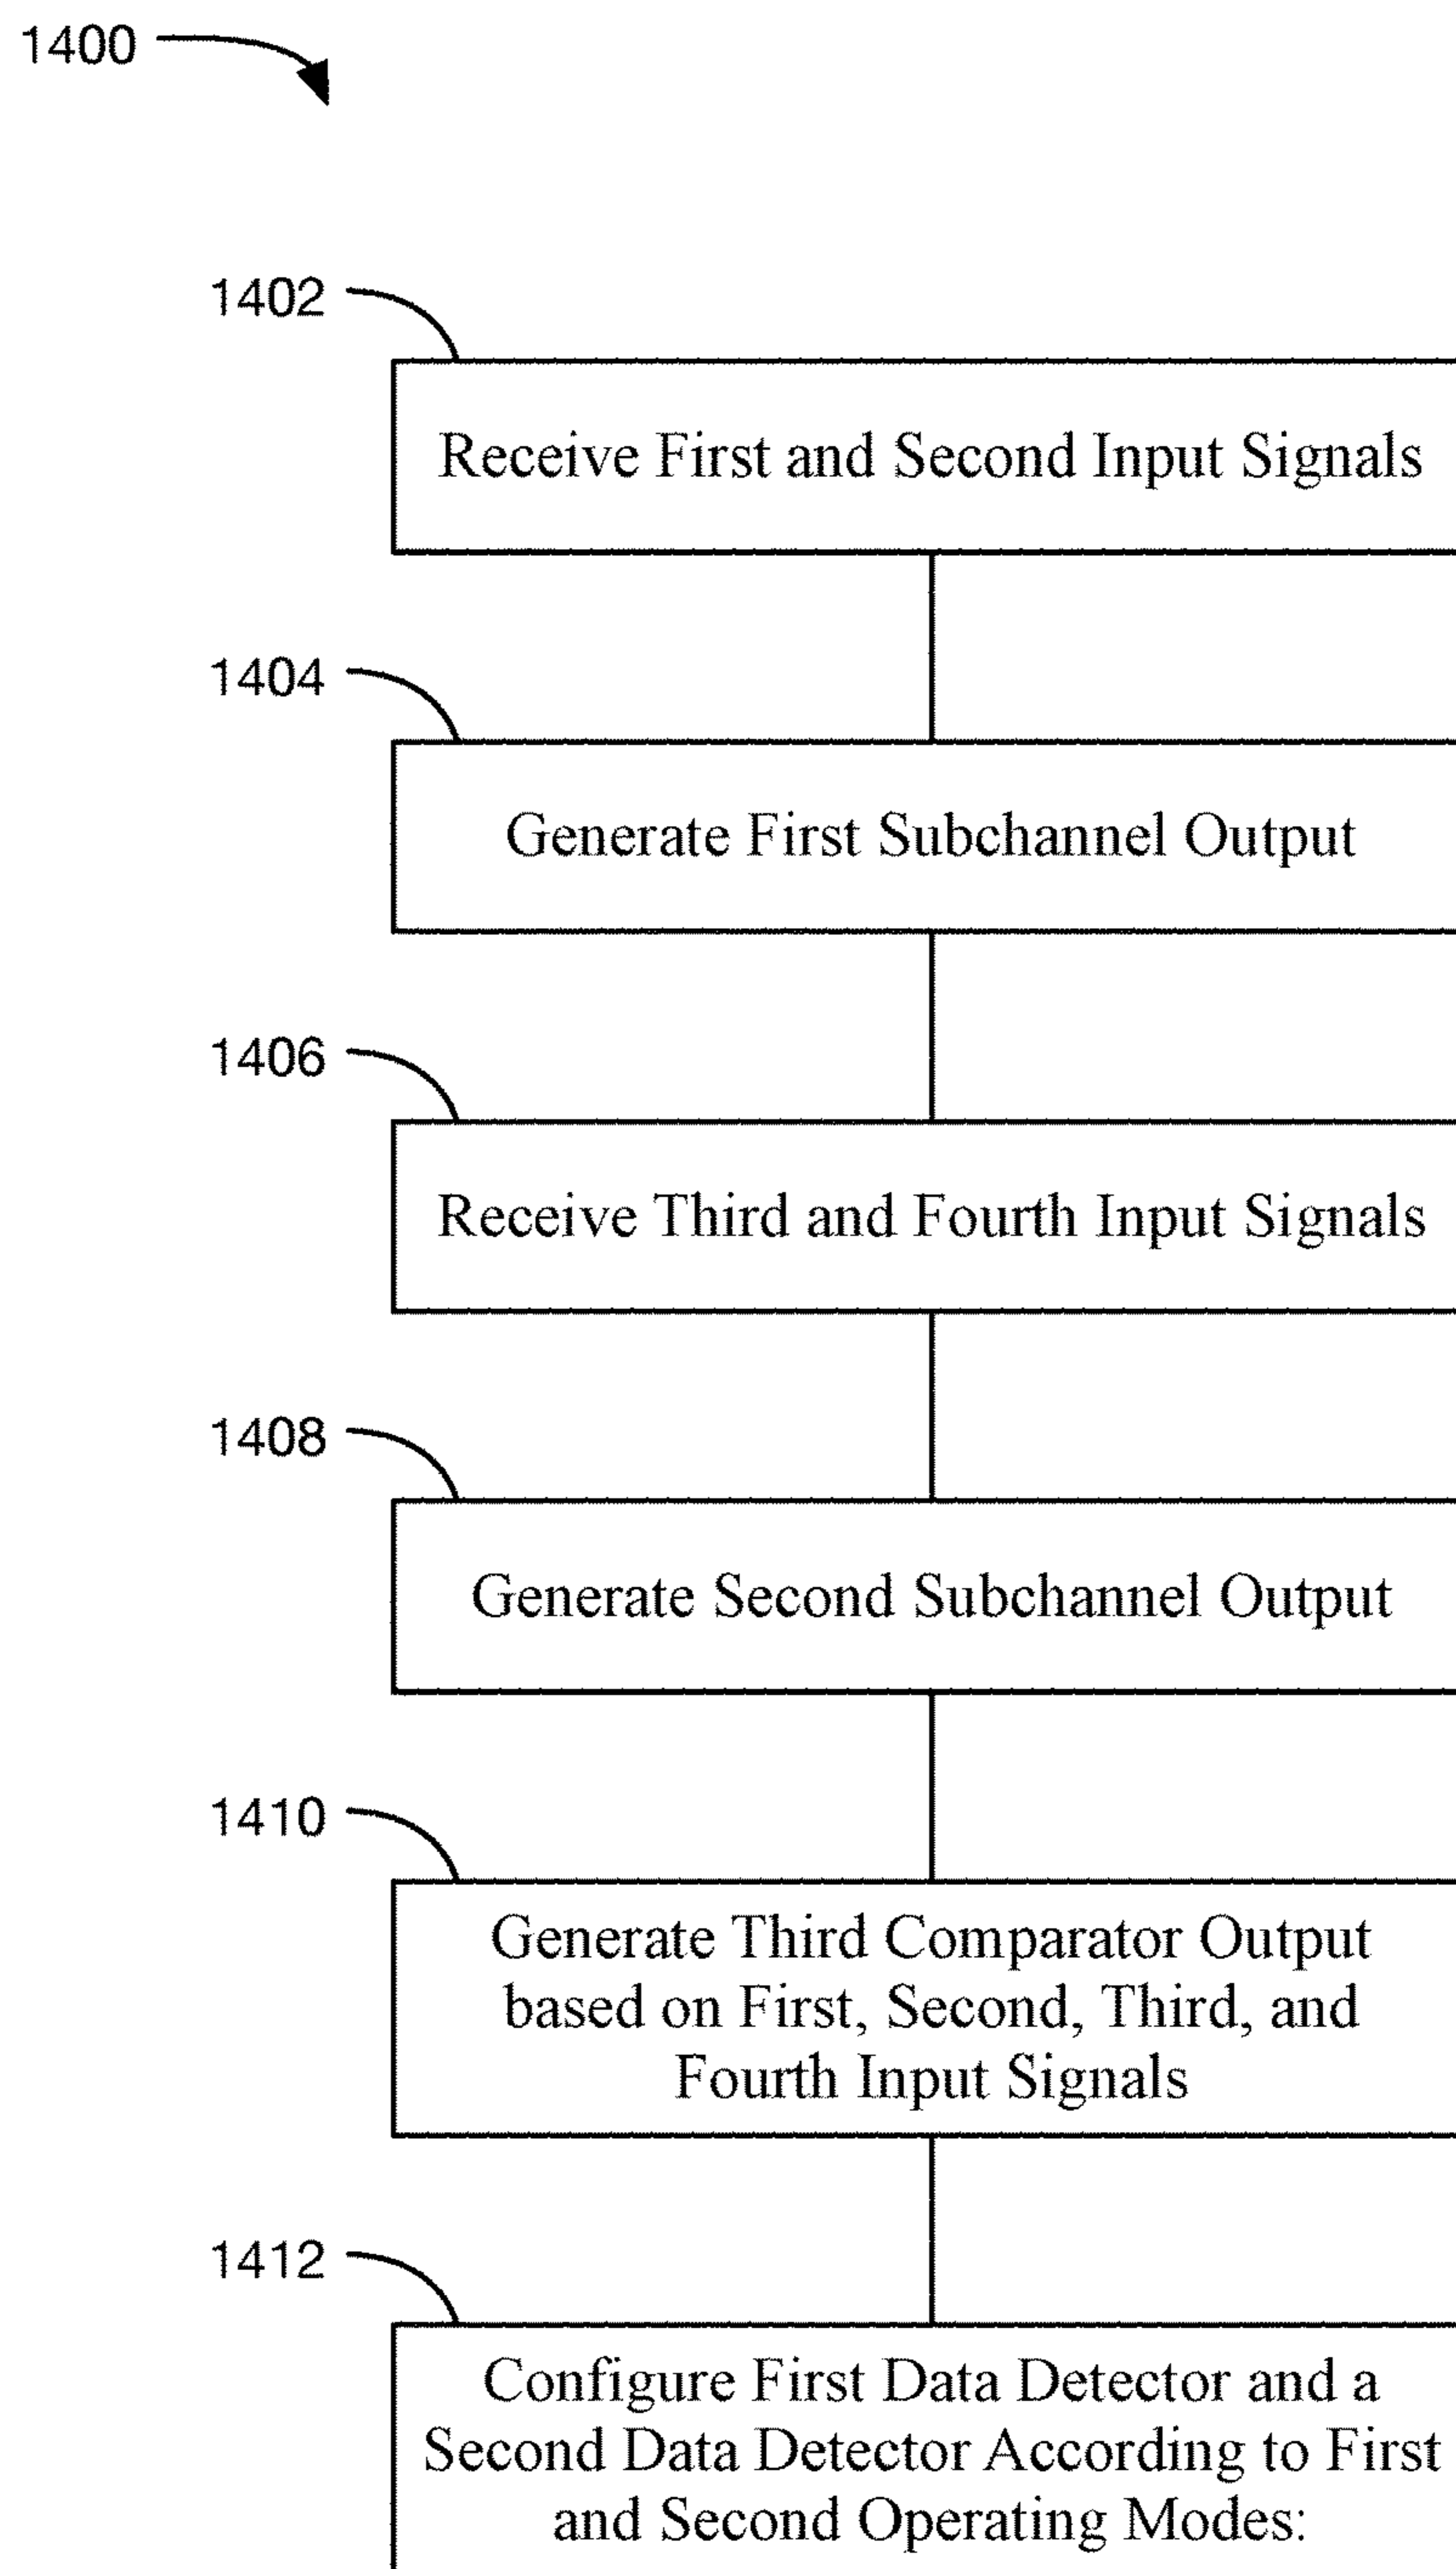 1400
1402
Receive First and Second Input Signals
1404
Generate First Subchannel Output
1406
Receive Third and Fourth Input Signals
1408
Generate Second Subchannel Output
1410
Generate Third Comparator Output
based on First, Second, Third, and
Fourth Input Signals
1412
Configure First Data Detector and a
Second Data Detector According to First
and Second Operating Modes: